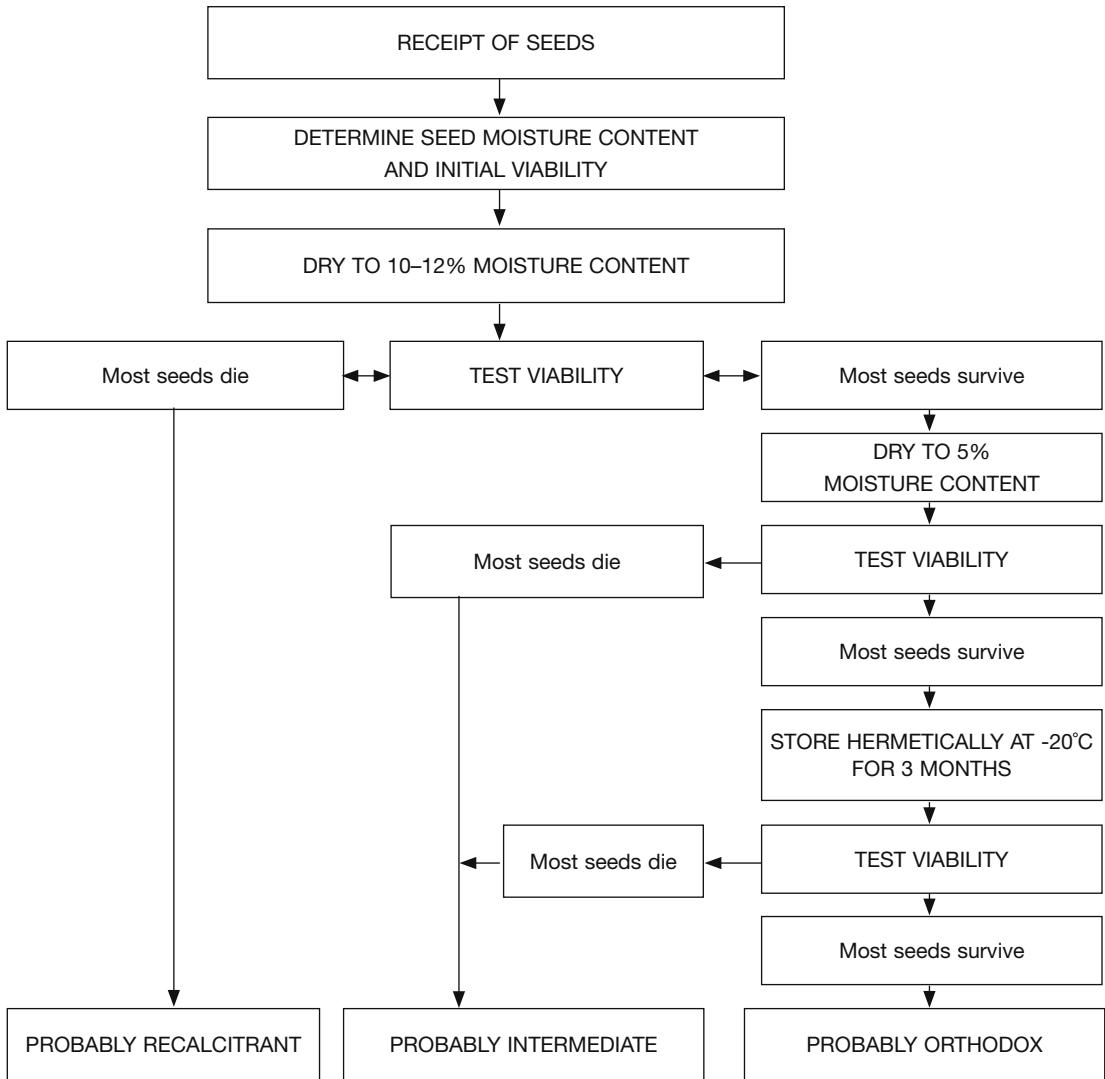 RECEIPT OF SEEDS
DETERMINE SEED MOISTURE CONTENT
AND INITIAL VIABILITY
DRY TO 10–12% MOISTURE CONTENT
Most seeds die
TEST VIABILITY
Most seeds survive
DRY TO 5%
MOISTURE CONTENT
Most seeds die
TEST VIABILITY
Most seeds survive
STORE HERMETICALLY AT -20°C
FOR 3 MONTHS
Most seeds die
TEST VIABILITY
Most seeds survive
PROBABLY RECALCITRANT
PROBABLY INTERMEDIATE
PROBABLY ORTHODOX